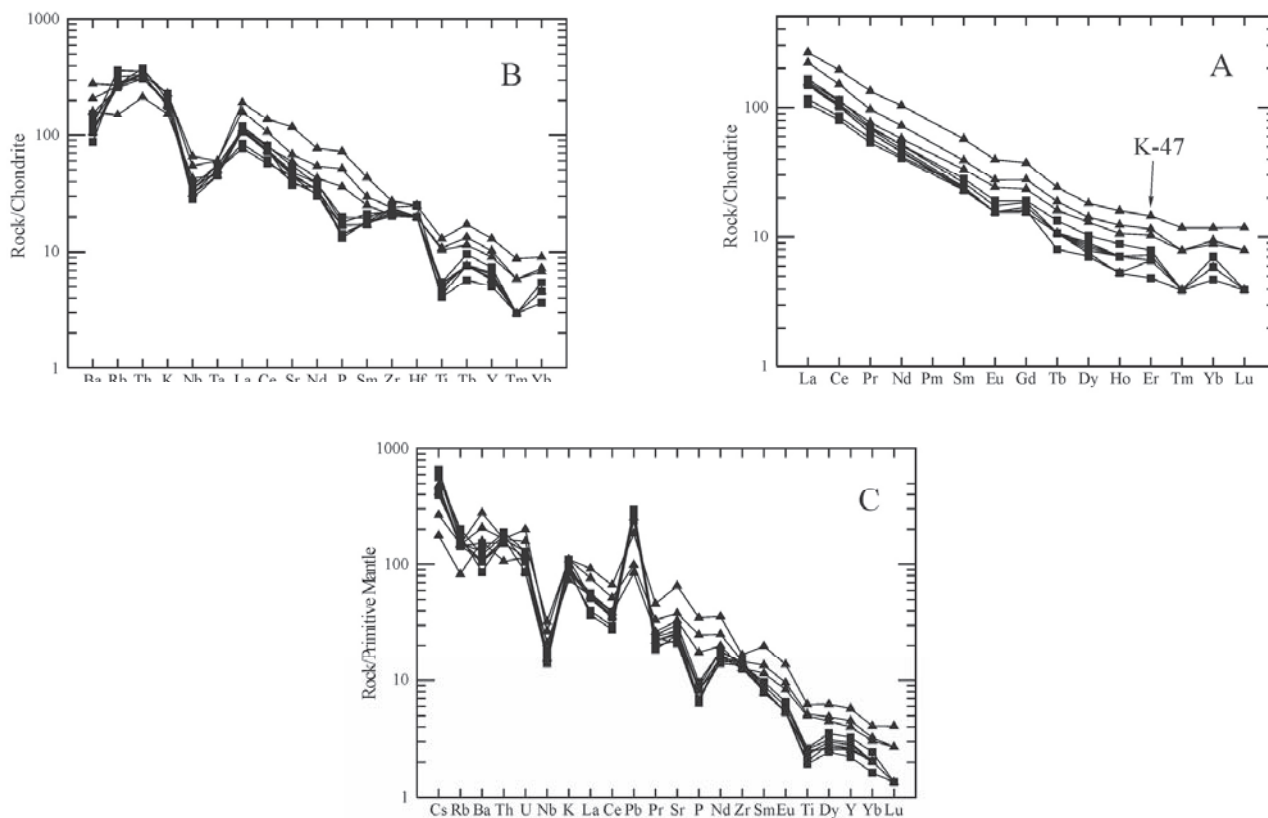 1000
100
10
1
Rock/Chondrite
B
Ba Rb Th K Nb Ta La Ce Sr Nd P Sm Zr Hf Ti Tb Y Tm Yb
100
10
1
Rock/Chondrite
A
K-47
La Ce Pr Nd Pm Sm Eu Gd Tb Dy Ho Er Tm Yb Lu
1000
100
10
1
Rock/Primitive Mantle
C
Cs Rb Ba Th U Nb K La Ce Pb Pr Sr P Nd Zr Sm Eu Ti Dy Y Yb Lu